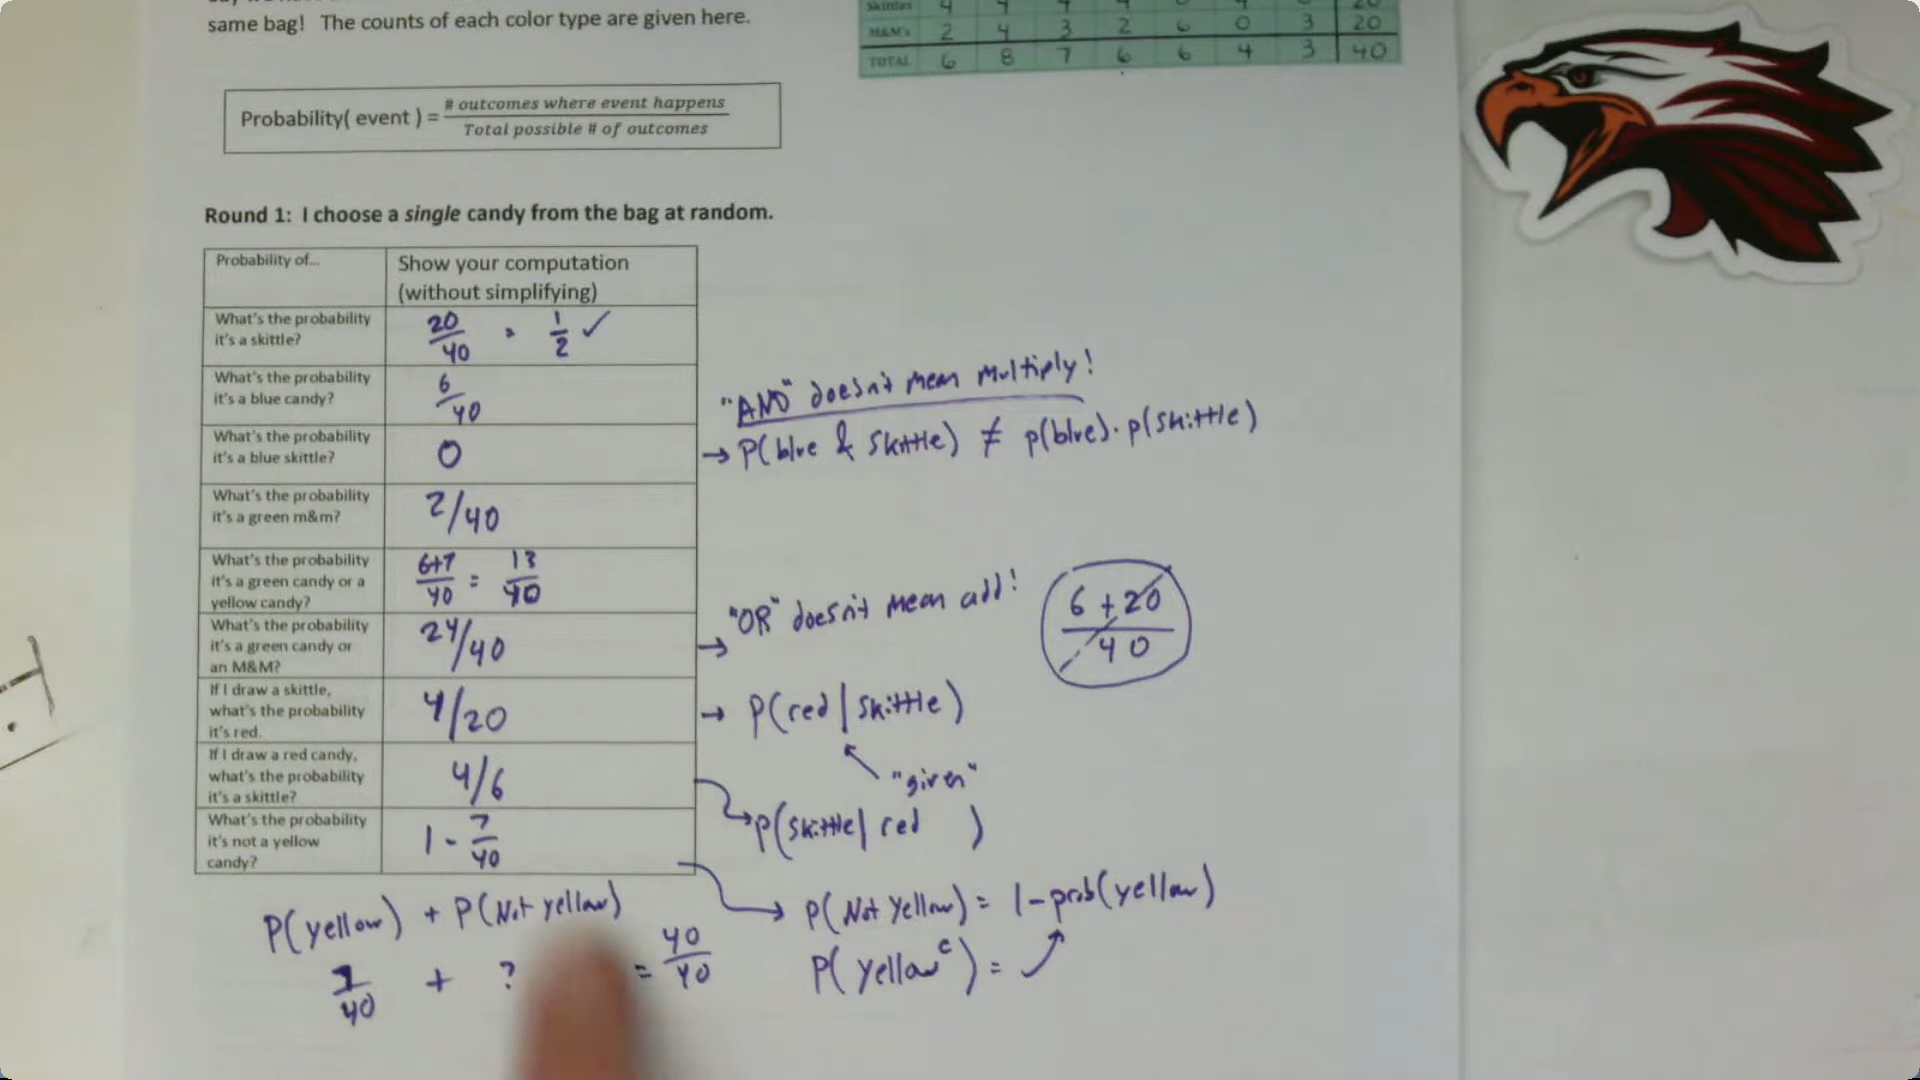 same bag! The counts of each color type are given here.
Skittles 4 4 4 4 4 20
M&M's 2 4 3 2 6 0 3 20
TOTAL 6 8 7 6 6 4 3 40
Probability( event ) = # outcomes where event happens
Total possible # of outcomes
Round 1: I choose a single candy from the bag at random.
Probability of... Show your computation
(without simplifying)
What's the probability
it's a skittle?
20/40 = 1/2 ✓
What's the probability
it's a blue candy?
6/40
What's the probability
it's a blue skittle?
0
"AND" doesn't mean multiply!
→ P(blue & Skittle) ≠ p(blue)·p(skittle)
What's the probability
it's a green m&m?
2/40
What's the probability
it's a green candy or a
yellow candy?
6+7/40 = 13/40
What's the probability
it's a green candy or
an M&M?
24/40
"OR" doesn't mean add!
→
6+20/40
If I draw a skittle,
what's the probability
it's red.
4/20
→ P(red | Skittle)
"given"
If I draw a red candy,
what's the probability
it's a skittle?
4/6
→ P(skittle | red )
What's the probability
it's not a yellow
candy?
1 - 7/40
→ P(Not Yellow) = 1-prob(yellow)
P(yellow^c) =
P(yellow) + P(Not yellow)
7/40 + ? = 40/40